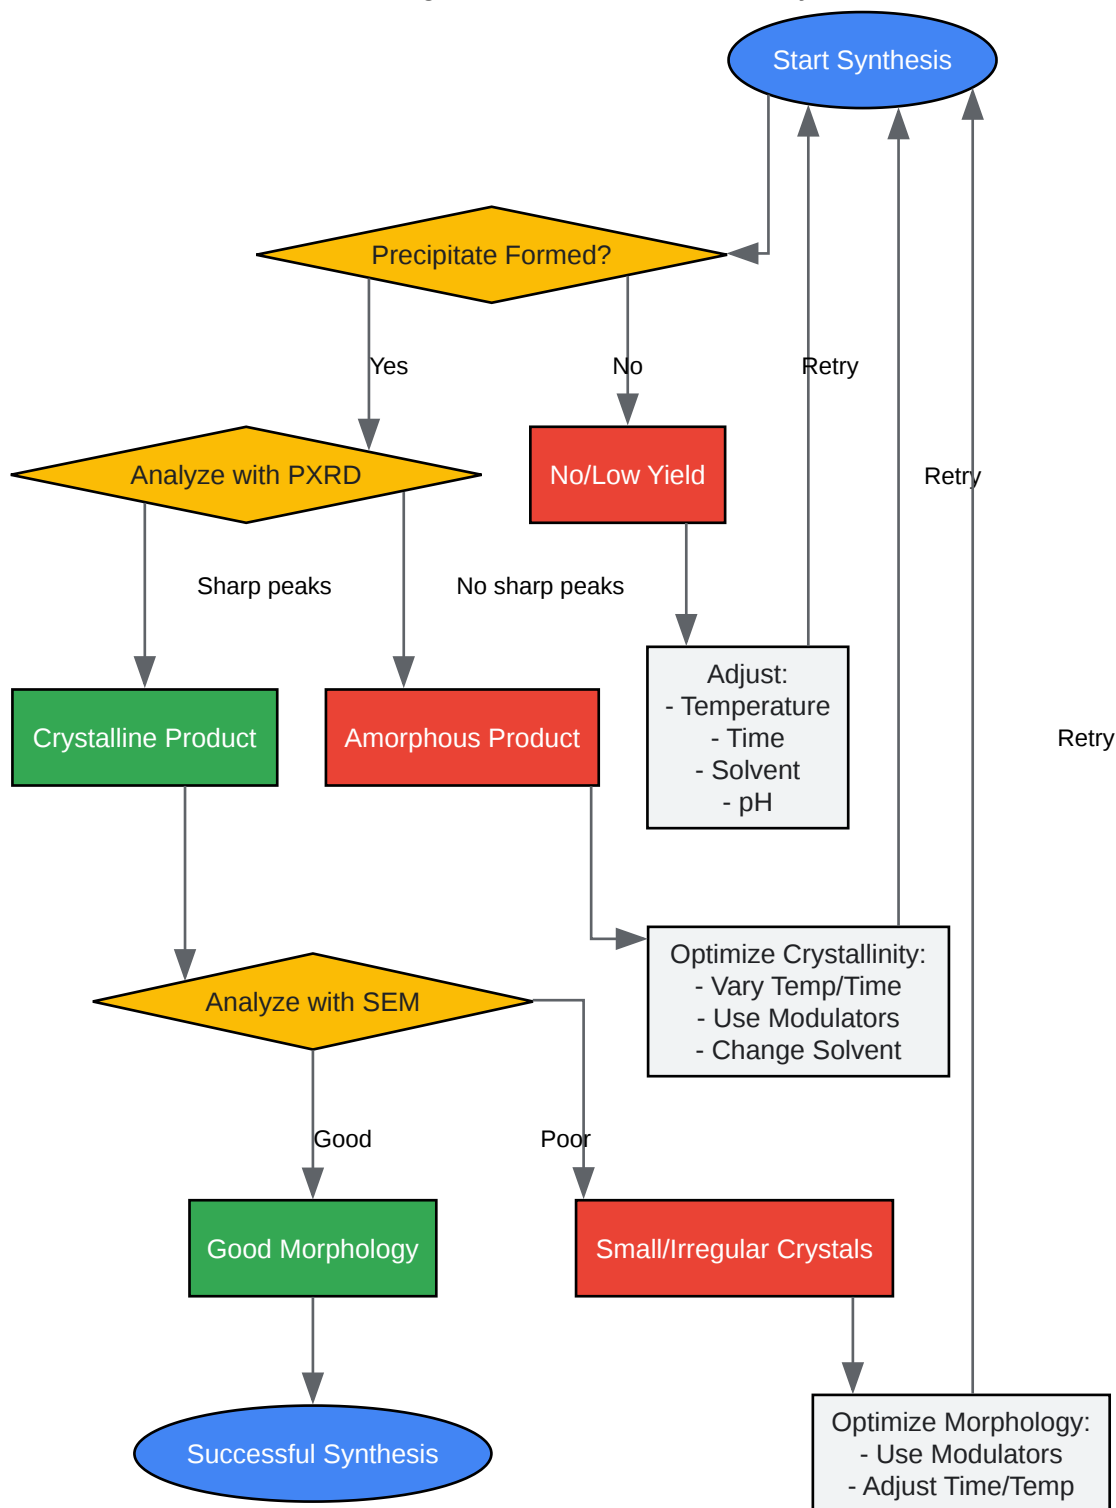 Start Synthesis
Precipitate Formed?
Yes
No
Retry
Analyze with PXRD
No/Low Yield
Retry
Sharp peaks
No sharp peaks
Adjust:
- Temperature
- Time
- Solvent
- pH
Crystalline Product
Amorphous Product
Retry
Optimize Crystallinity:
- Vary Temp/Time
- Use Modulators
- Change Solvent
Analyze with SEM
Good
Poor
Good Morphology
Small/Irregular Crystals
Successful Synthesis
Optimize Morphology:
- Use Modulators
- Adjust Time/Temp